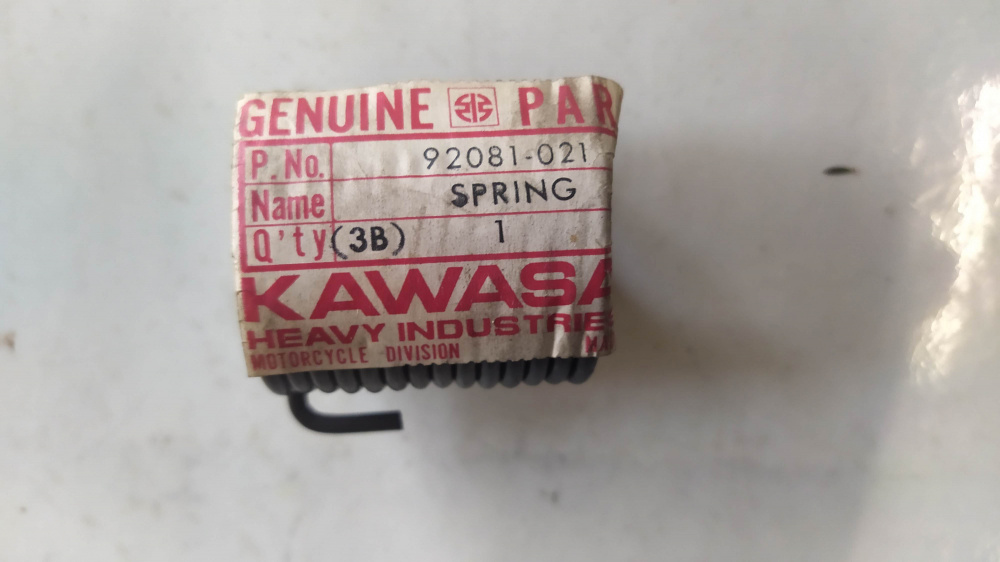 GENUINE PAR
P. No. 92081-021
Name SPRING
Q'ty (3B) 1
KAWASA
HEAVY INDUSTRIE
MOTORCYCLE DIVISION